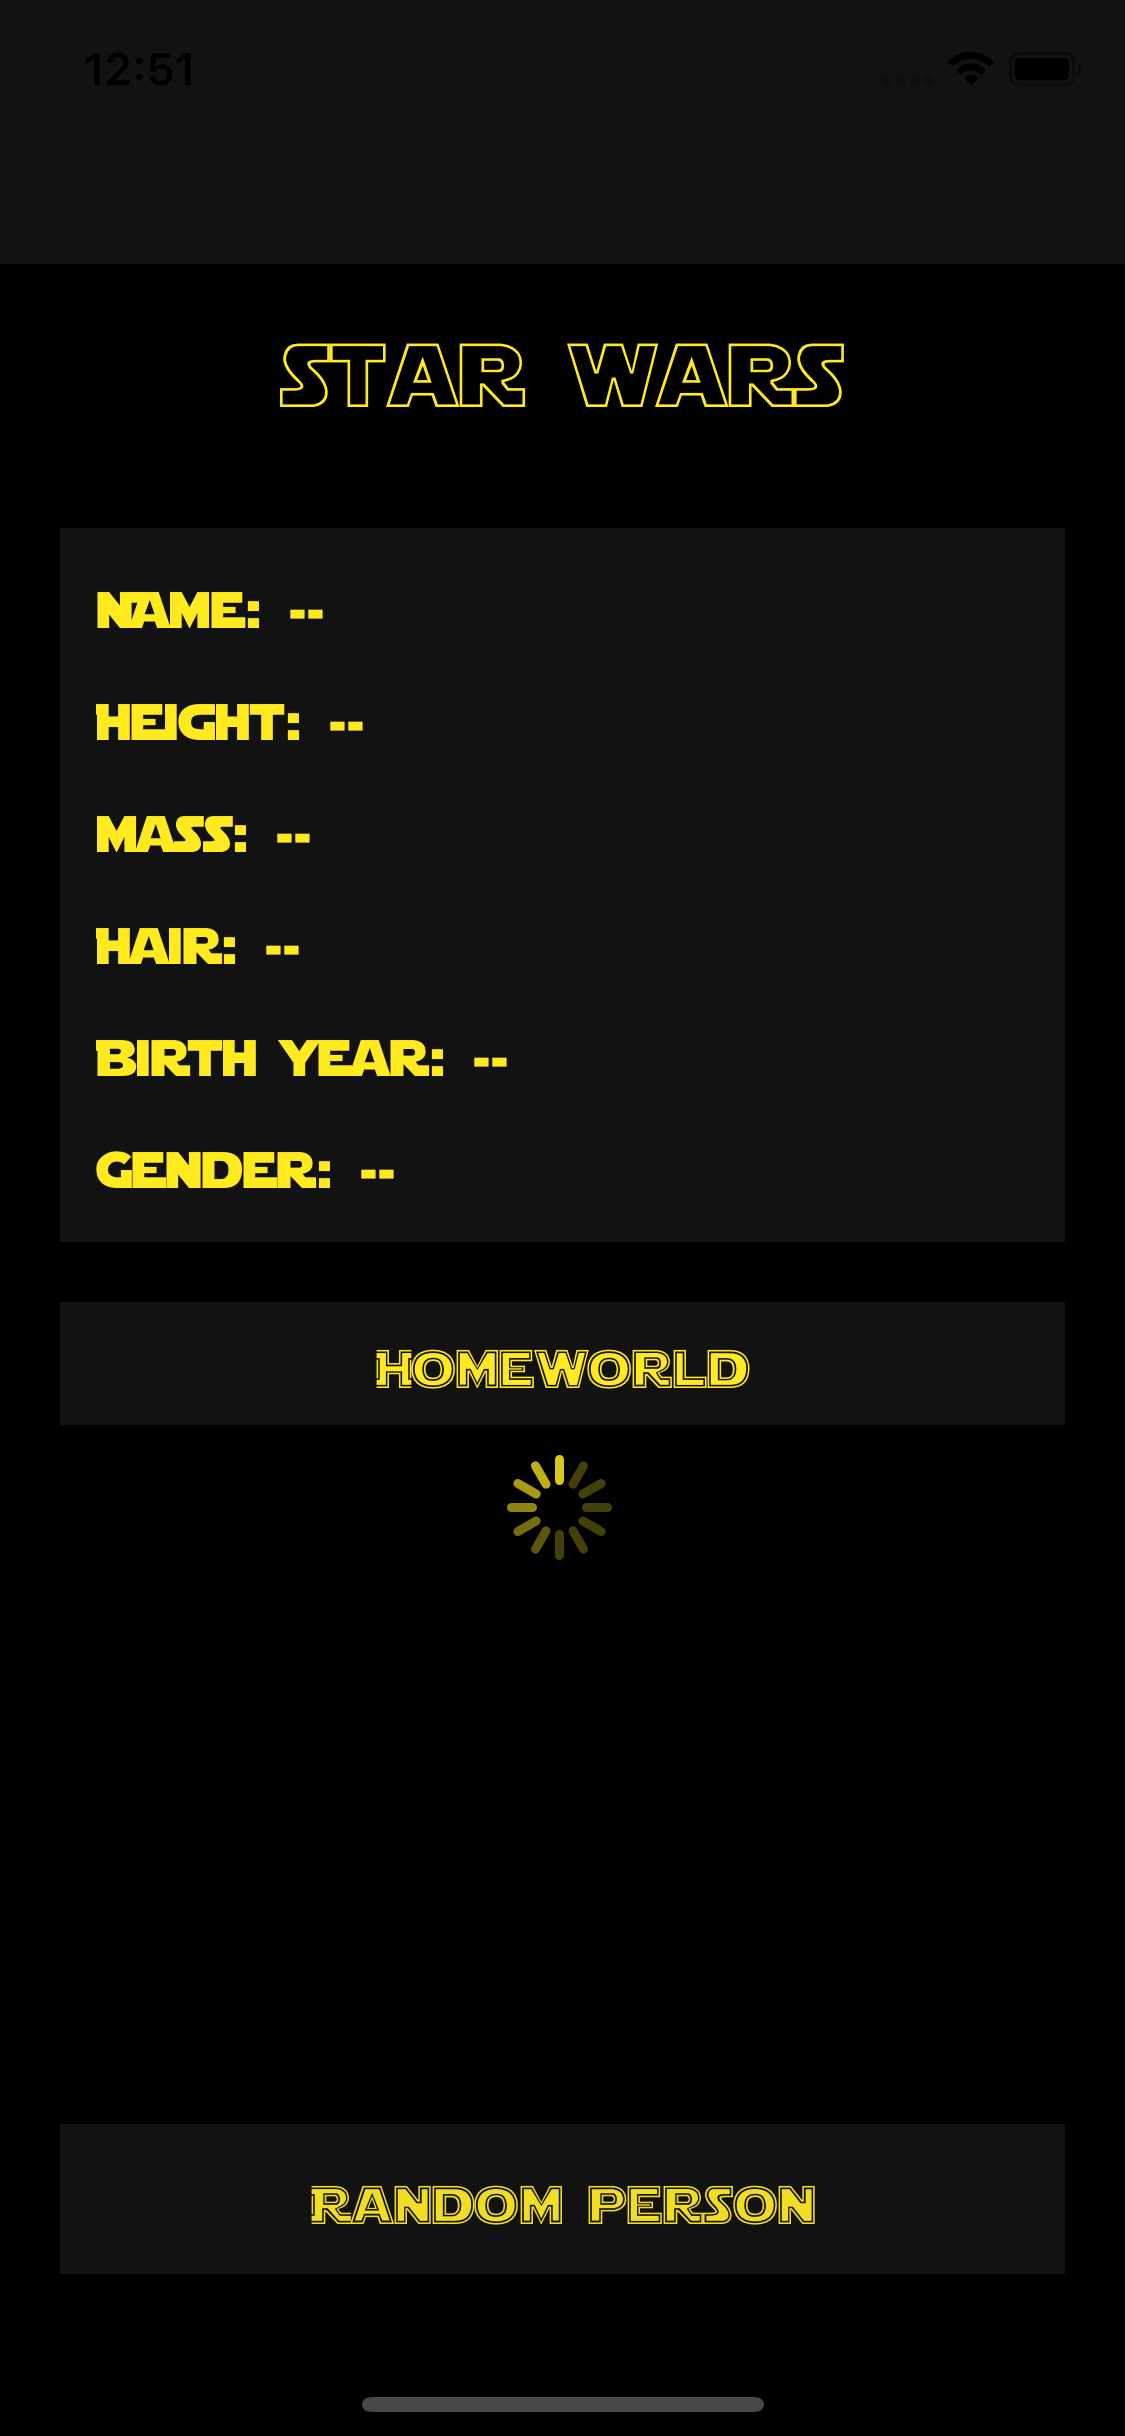 12:51
STAR WARS
NAME: --
HEIGHT: --
MASS: --
HAIR: --
BIRTH YEAR: --
GENDER: --
HOMEWORLD
RANDOM PERSON